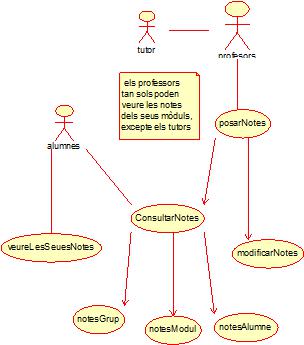 tutor
profesors
els professors
tan sols poden
veure les notes
dels seus mòduls,
excepte els tutors
posarNotes
alumnes
ConsultarNotes
veureLesSeuesNotes
modificarNotes
notesGrup
notesModul
notesAlumne